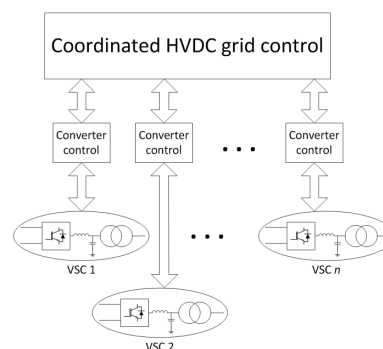 Coordinated HVDC grid control
Converter
control
Converter
control
Converter
control
VSC 1
VSC n
VSC 2